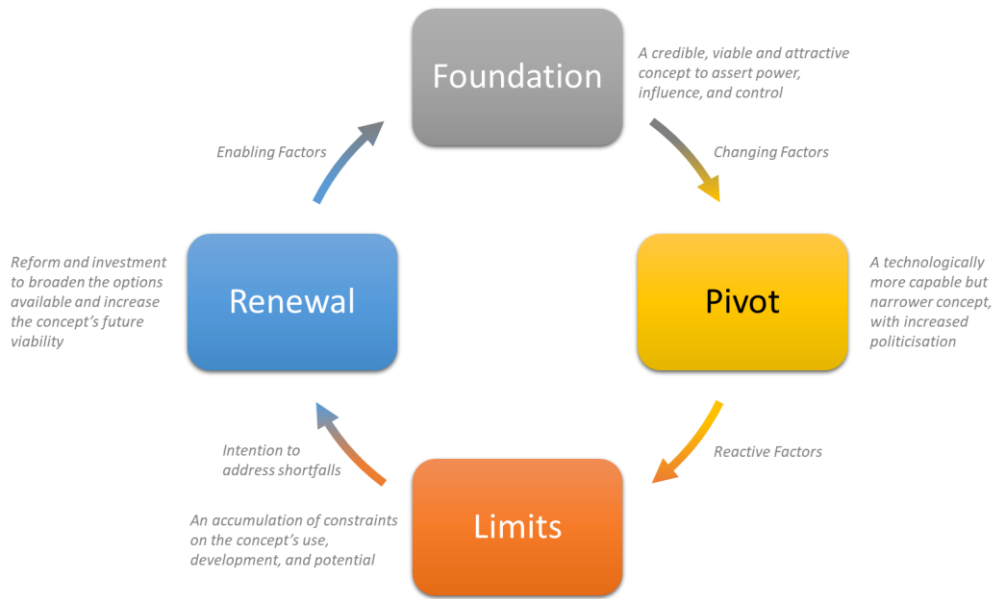 Foundation
A credible, viable and attractive
concept to assert power,
influence, and control
Enabling Factors
Changing Factors
Reform and investment
to broaden the options
available and increase
the concept's future
viability
Renewal
Pivot
A technologically
more capable but
narrower concept,
with increased
politicisation
Intention to
address shortfalls
Reactive Factors
An accumulation of constraints
on the concept's use,
development, and potential
Limits